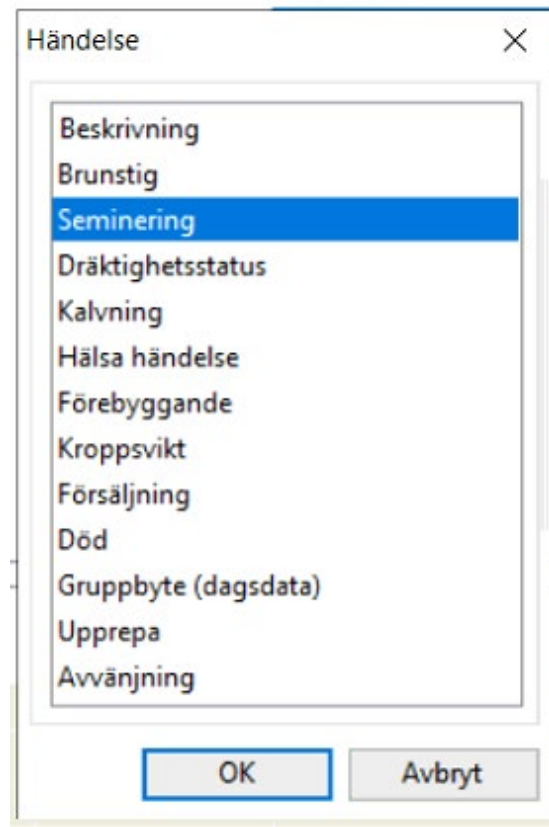 Händelse
Beskrivning
Brunstig
Seminering
Dräktighetsstatus
Kalvning
Hälsa händelse
Förebyggande
Kroppsvikt
Försäljning
Död
Gruppbyte (dagsdata)
Upprepa
Avvänjning
OK Avbryt